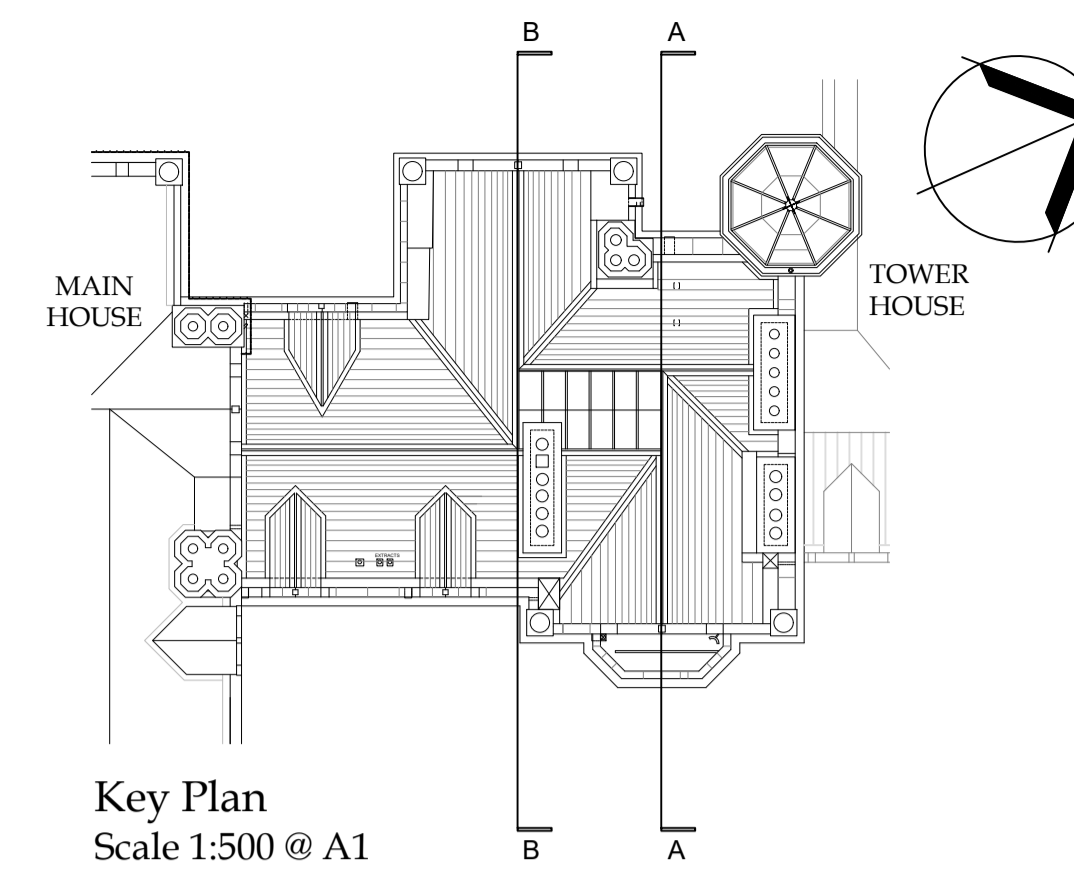 B
A
MAIN
HOUSE
TOWER
HOUSE
EXTRACTS
Key Plan
Scale 1:500 @ A1
B
A